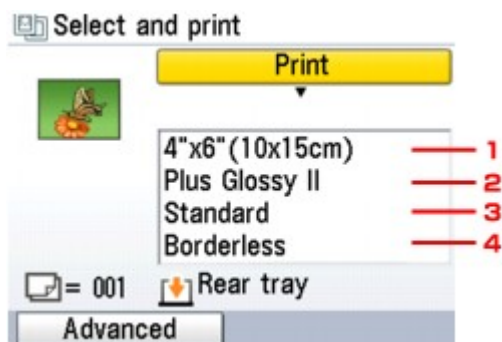 Select and print
Print
4"x6"(10x15cm) 1
Plus Glossy II 2
Standard 3
Borderless 4
= 001 Rear tray
Advanced